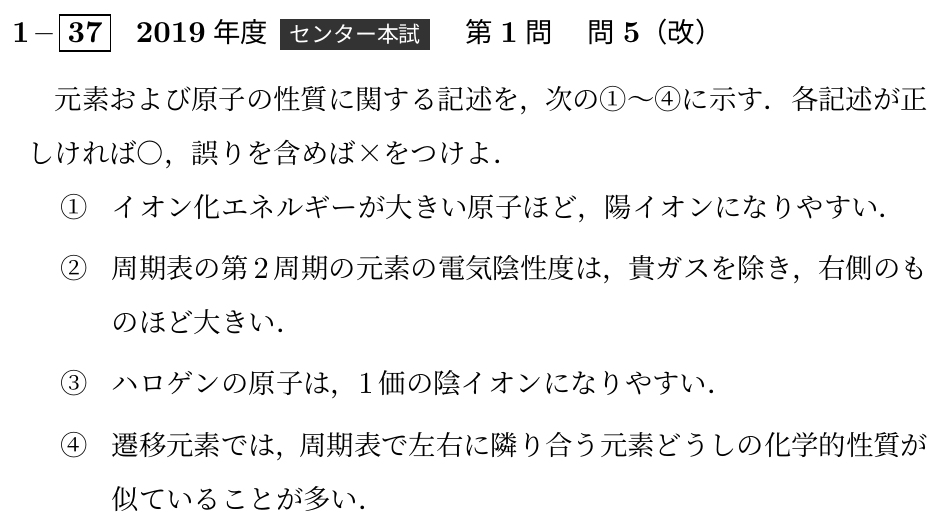 1－37 2019 年度 センター本試 第 1 問 問 5（改）
元素および原子の性質に関する記述を，次の①～④に示す．各記述が正
しければ○，誤りを含めば×をつけよ．
① イオン化エネルギーが大きい原子ほど，陽イオンになりやすい．
② 周期表の第２周期の元素の電気陰性度は，貴ガスを除き，右側のも
のほど大きい．
③ ハロゲンの原子は，１価の陰イオンになりやすい．
④ 遷移元素では，周期表で左右に隣り合う元素どうしの化学的性質が
似ていることが多い．